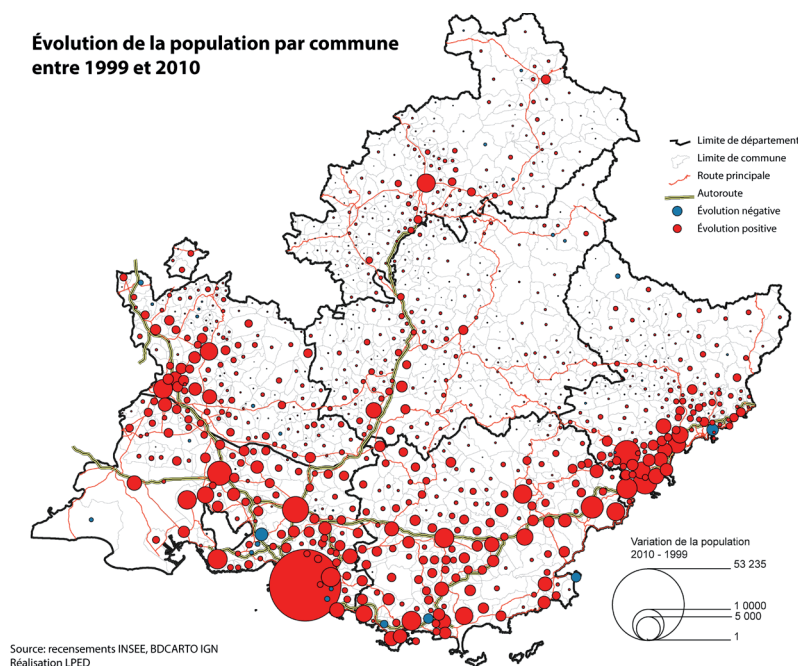 Évolution de la population par commune
entre 1999 et 2010
Limite de département
Limite de commune
Route principale
Autoroute
Évolution négative
Évolution positive
Variation de la population
2010 - 1999
53 235
1 0000
5 000
1
Source: recensements INSEE, BDCARTO IGN
Réalisation LPED